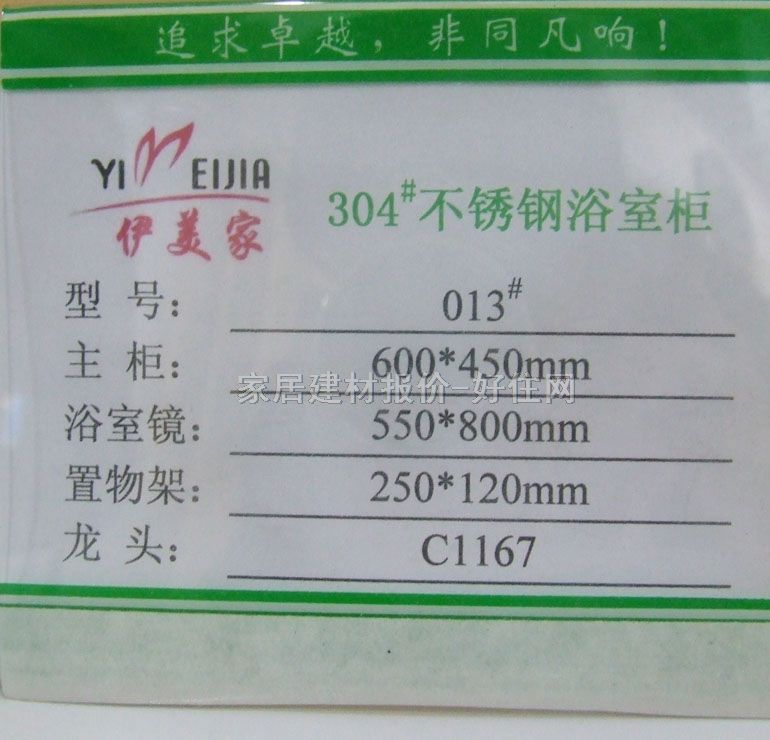 追求卓越，非同凡响！
YIMEIJIA
伊美家
304#不锈钢浴室柜
型号： 013#
主柜： 600*450mm
家居建材报价-好住网
浴室镜： 550*800mm
置物架： 250*120mm
龙头： C1167